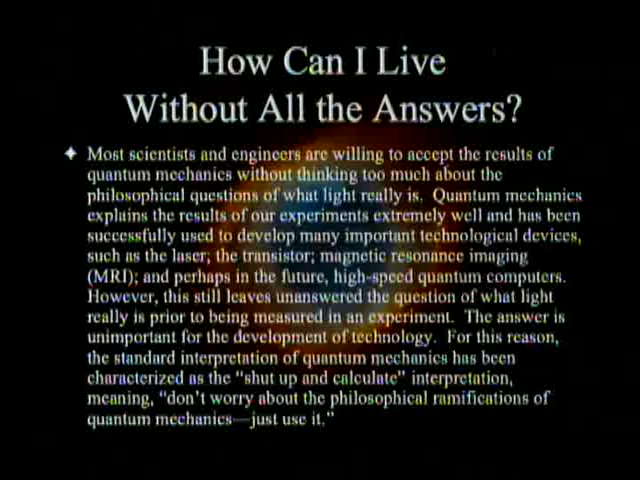 How Can I Live
Without All the Answers?
Most scientists and engineers are willing to accept the results of
quantum mechanics without thinking too much about the
philosophical questions of what light really is.  Quantum mechanics
explains the results of our experiments extremely well and has been
successfully used to develop many important technological devices,
such as the laser; the transistor; magnetic resonance imaging
(MRI); and perhaps in the future, high-speed quantum computers.
However, this still leaves unanswered the question of what light
really is prior to being measured in an experiment.  The answer is
unimportant for the development of technology.  For this reason,
the standard interpretation of quantum mechanics has been
characterized as the “shut up and calculate” interpretation,
meaning, “don’t worry about the philosophical ramifications of
quantum mechanics—just use it.”